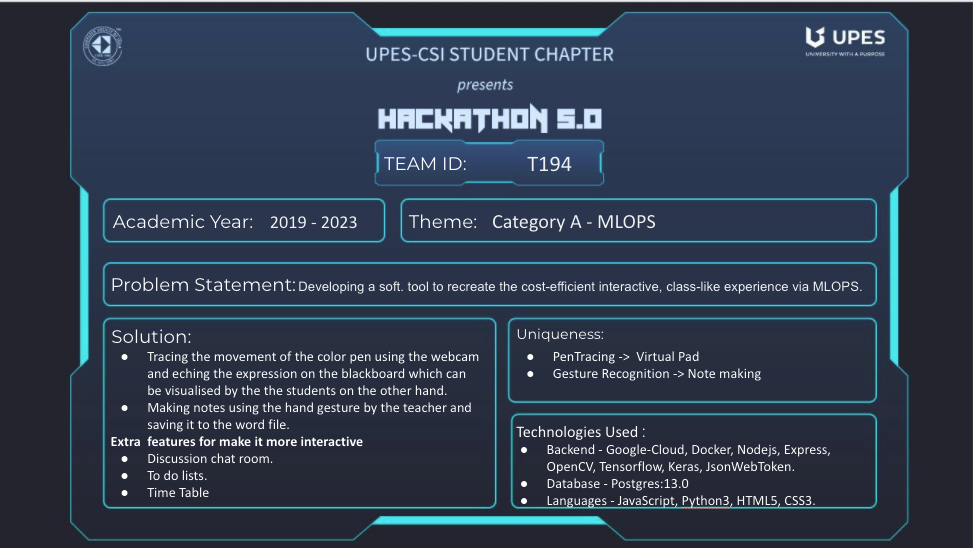 UPES
UNIVERSITY WITH A PURPOSE
UPES-CSI STUDENT CHAPTER
presents
HACKATHON 5.0
TEAM ID: T194
Academic Year: 2019 - 2023
Theme: Category A - MLOPS
Problem Statement: Developing a soft. tool to recreate the cost-efficient interactive, class-like experience via MLOPS.
Solution:
● Tracing the movement of the color pen using the webcam
and eching the expression on the blackboard which can
be visualised by the the students on the other hand.
● Making notes using the hand gesture by the teacher and
saving it to the word file.
Extra features for make it more interactive
● Discussion chat room.
● To do lists.
● Time Table
Uniqueness:
● PenTracing -> Virtual Pad
● Gesture Recognition -> Note making
Technologies Used :
● Backend - Google-Cloud, Docker, Nodejs, Express,
OpenCV, Tensorflow, Keras, JsonWebToken.
● Database - Postgres:13.0
● Languages - JavaScript, Python3, HTML5, CSS3.